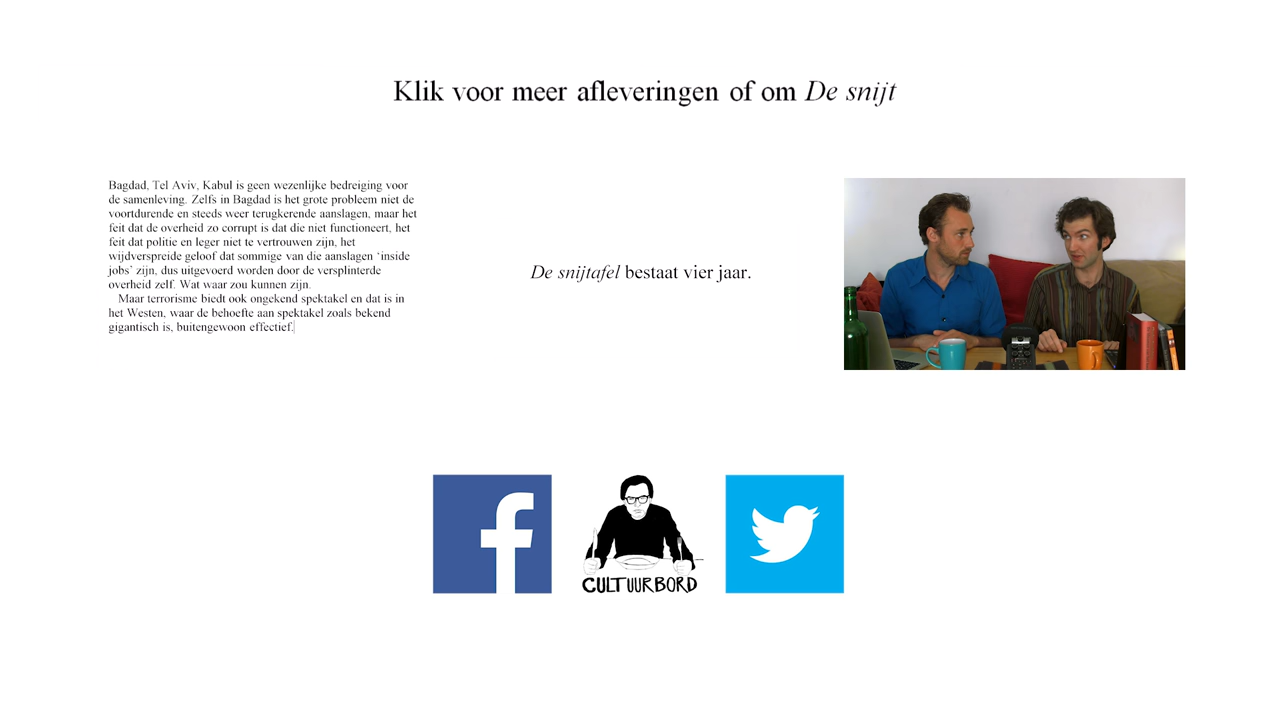 Klik voor meer afleveringen of om De snijt
Bagdad, Tel Aviv, Kabul is geen wezenlijke bedreiging voor
de samenleving. Zelfs in Bagdad is het grote probleem niet de
voortdurende en steeds weer terugkerende aanslagen, maar het
feit dat de overheid zo corrupt is dat die niet functioneert, het
feit dat politie en leger niet te vertrouwen zijn, het
wijdverspreide geloof dat sommige van die aanslagen ‘inside
jobs’ zijn, dus uitgevoerd worden door de versplinterde
overheid zelf. Wat waar zou kunnen zijn.
Maar terrorisme biedt ook ongekend spektakel en dat is in
het Westen, waar de behoefte aan spektakel zoals bekend
gigantisch is, buitengewoon effectief.
De snijtafel bestaat vier jaar.
CULTUURBORD